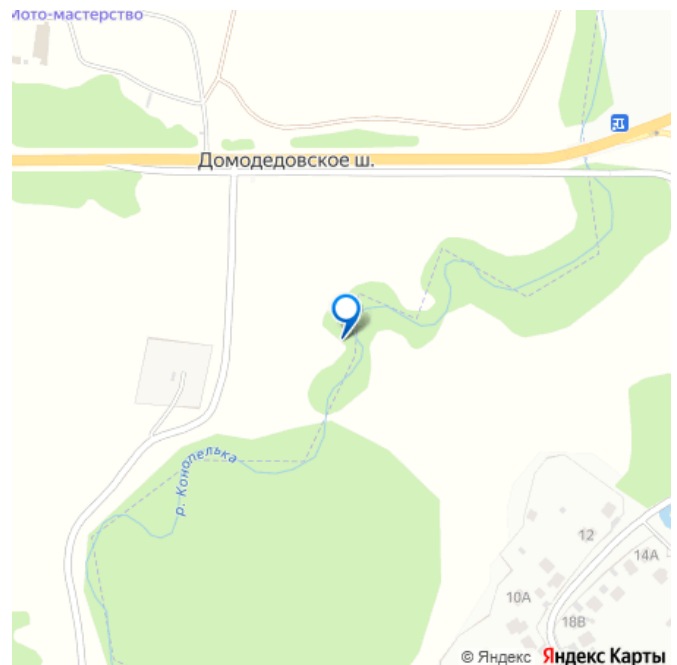 Мото-мастерство
Домодедовское ш.
р. Конопелька
12
14А
10А
18В
© Яндекс Яндекс Карты